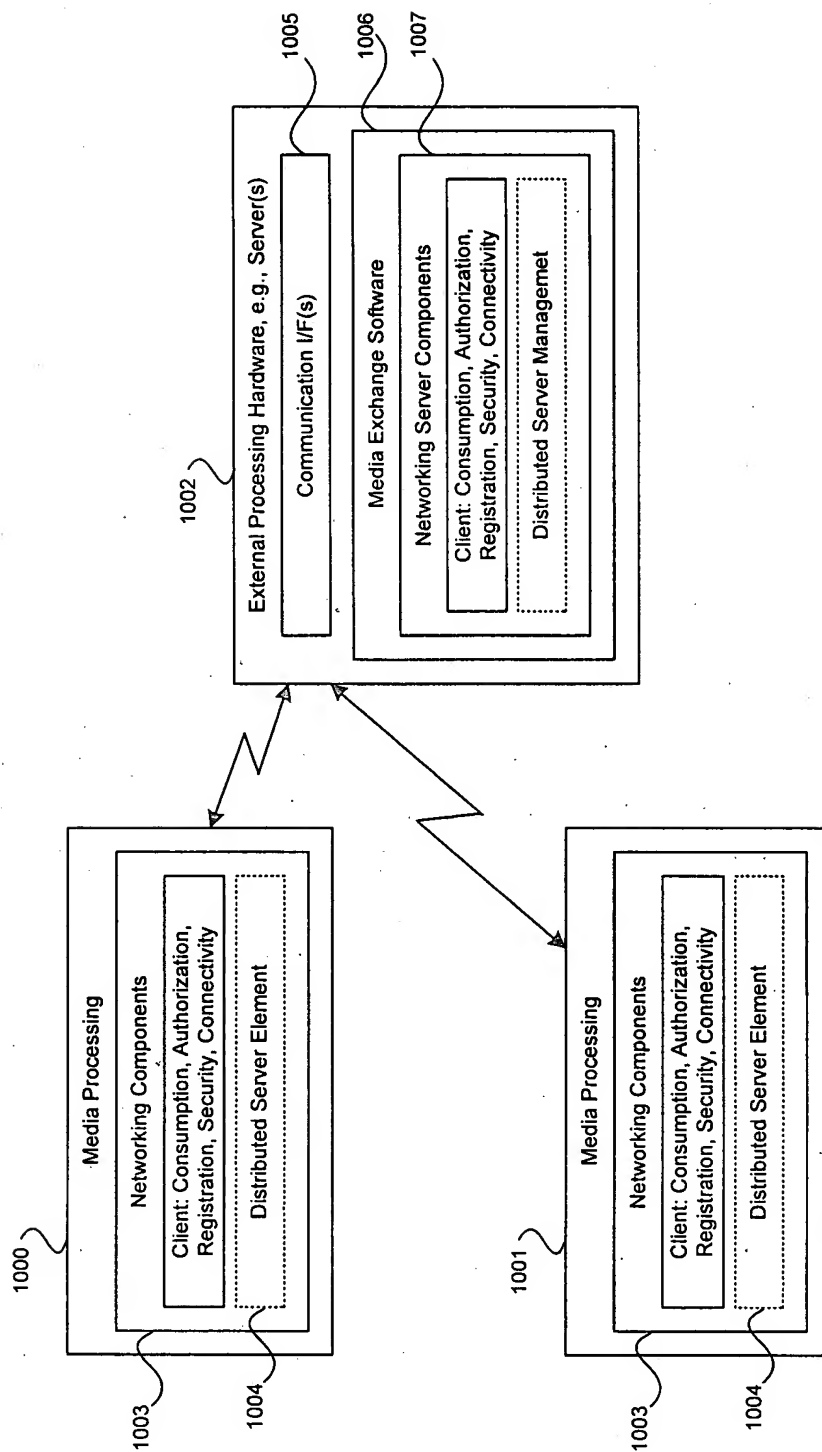 1000
Media Processing
Networking Components
Client: Consumption, Authorization,
Registration, Security, Connectivity
Distributed Server Element
1003
1004
1001
Media Processing
Networking Components
Client: Consumption, Authorization,
Registration, Security, Connectivity
Distributed Server Element
1003
1004
1002
External Processing Hardware, e.g., Server(s)
Communication I/F(s)
Media Exchange Software
Networking Server Components
Client: Consumption, Authorization,
Registration, Security, Connectivity
Distributed Server Managemet
1005
1006
1007